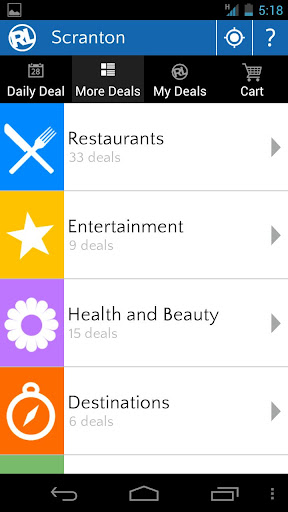 H 5:18
RL Scranton ?
28
Daily Deal More Deals My Deals Cart
Restaurants
33 deals
Entertainment
9 deals
Health and Beauty
15 deals
Destinations
6 deals